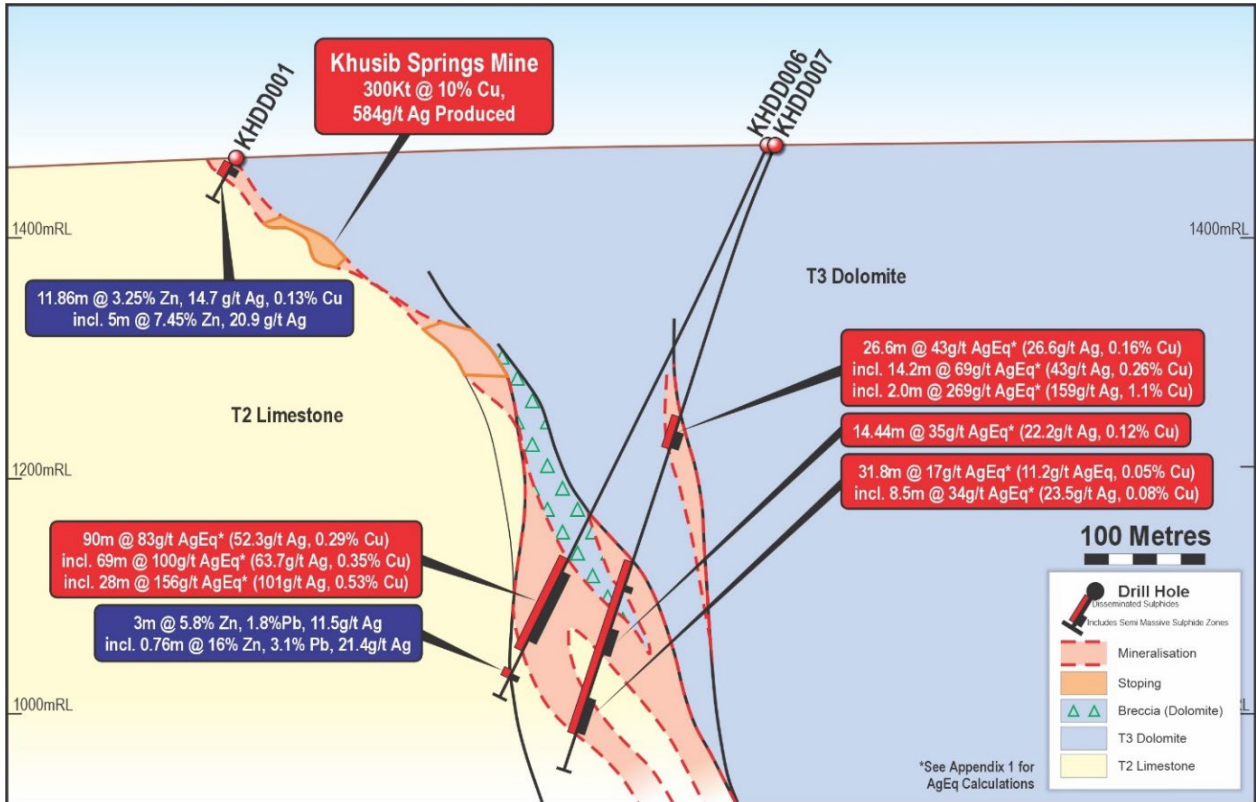 KHDD001
Khusib Springs Mine
300Kt @ 10% Cu,
584g/t Ag Produced
KHDD006
KHDD007
1400mRL
1400mRL
T3 Dolomite
11.86m @ 3.25% Zn, 14.7 g/t Ag, 0.13% Cu
incl. 5m @ 7.45% Zn, 20.9 g/t Ag
26.6m @ 43g/t AgEq* (26.6g/t Ag, 0.16% Cu)
incl. 14.2m @ 69g/t AgEq* (43g/t Ag, 0.26% Cu)
incl. 2.0m @ 269g/t AgEq* (159g/t Ag, 1.1% Cu)
T2 Limestone
14.44m @ 35g/t AgEq* (22.2g/t Ag, 0.12% Cu)
1200mRL
31.8m @ 17g/t AgEq* (11.2g/t AgEq, 0.05% Cu)
incl. 8.5m @ 34g/t AgEq* (23.5g/t Ag, 0.08% Cu)
90m @ 83g/t AgEq* (52.3g/t Ag, 0.29% Cu)
incl. 69m @ 100g/t AgEq* (63.7g/t Ag, 0.35% Cu)
incl. 28m @ 156g/t AgEq* (101g/t Ag, 0.53% Cu)
3m @ 5.8% Zn, 1.8%Pb, 11.5g/t Ag
incl. 0.76m @ 16% Zn, 3.1% Pb, 21.4g/t Ag
1000mRL
100 Metres
Drill Hole
Disseminated Sulphides
Includes Semi Massive Sulphide Zones
Mineralisation
Stoping
Breccia (Dolomite)
T3 Dolomite
T2 Limestone
*See Appendix 1 for
AgEq Calculations